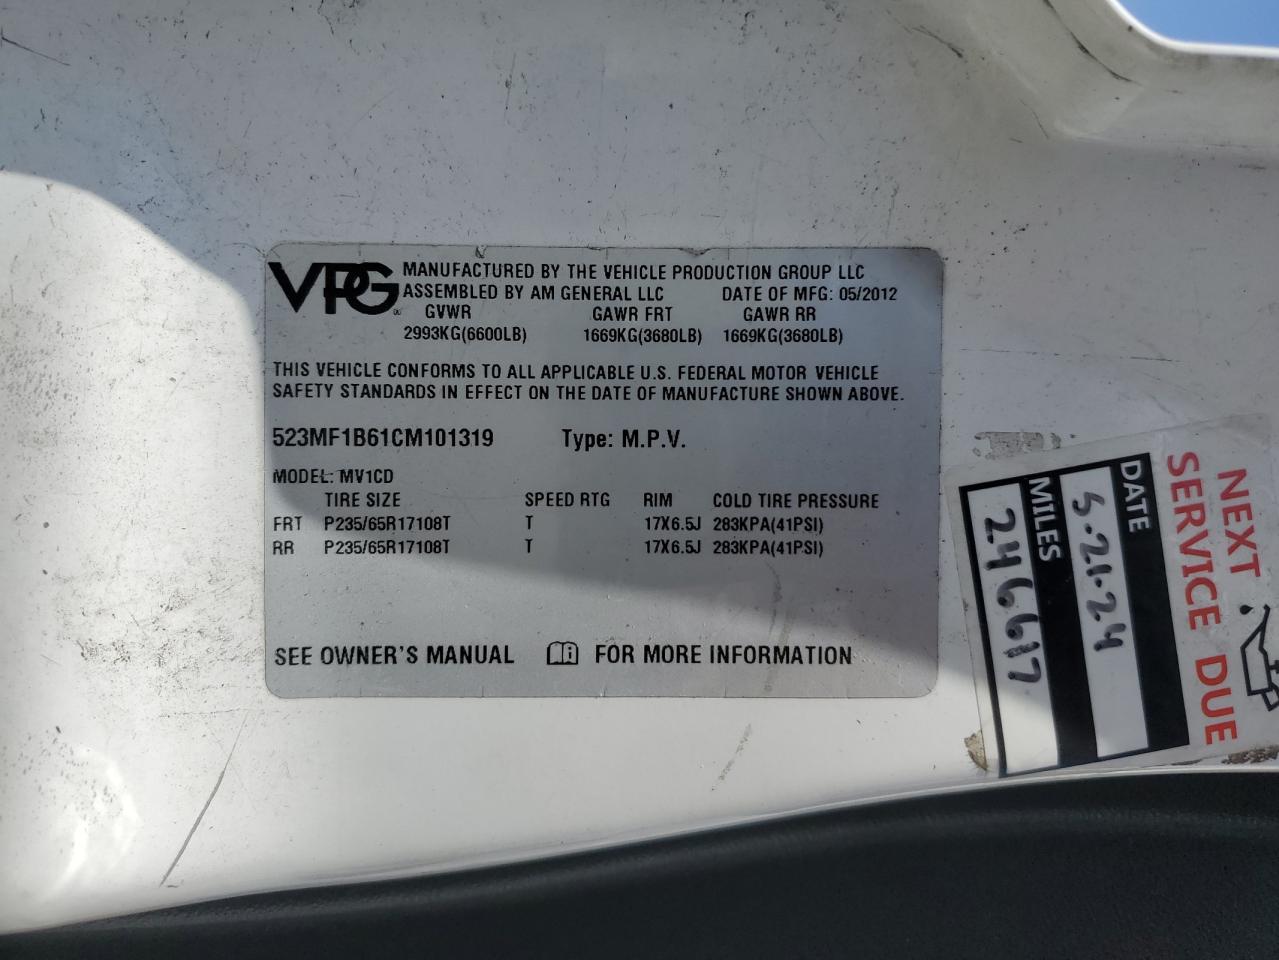 VPG MANUFACTURED BY THE VEHICLE PRODUCTION GROUP LLC
ASSEMBLED BY AM GENERAL LLC DATE OF MFG: 05/2012
GVWR GAWR FRT GAWR RR
2993KG(6600LB) 1669KG(3680LB) 1669KG(3680LB)
THIS VEHICLE CONFORMS TO ALL APPLICABLE U.S. FEDERAL MOTOR VEHICLE
SAFETY STANDARDS IN EFFECT ON THE DATE OF MANUFACTURE SHOWN ABOVE.
523MF1B61CM101319 Type: M.P.V.
MODEL: MV1CD
TIRE SIZE SPEED RTG RIM COLD TIRE PRESSURE
FRT P235/65R17108T T 17X6.5J 283KPA(41PSI)
RR P235/65R17108T T 17X6.5J 283KPA(41PSI)
SEE OWNER'S MANUAL FOR MORE INFORMATION
NEXT
SERVICE DUE
DATE
5-21-24
MILES
246617